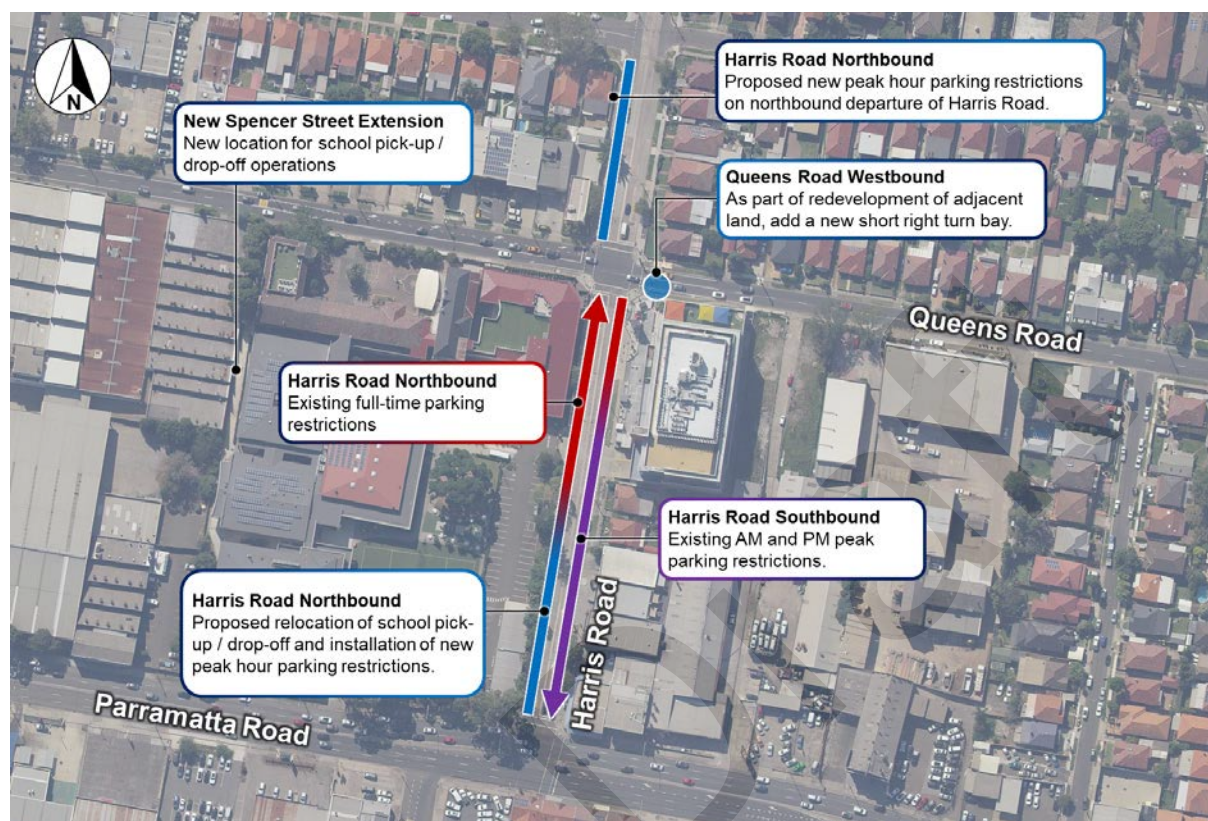 N
Harris Road Northbound
Proposed new peak hour parking restrictions
on northbound departure of Harris Road.
New Spencer Street Extension
New location for school pick-up /
drop-off operations
Queens Road Westbound
As part of redevelopment of adjacent
land, add a new short right turn bay.
Queens Road
Harris Road Northbound
Existing full-time parking
restrictions
Harris Road Southbound
Existing AM and PM peak
parking restrictions.
Harris Road Northbound
Proposed relocation of school pick-
up / drop-off and installation of new
peak hour parking restrictions.
Harris Road
Parramatta Road